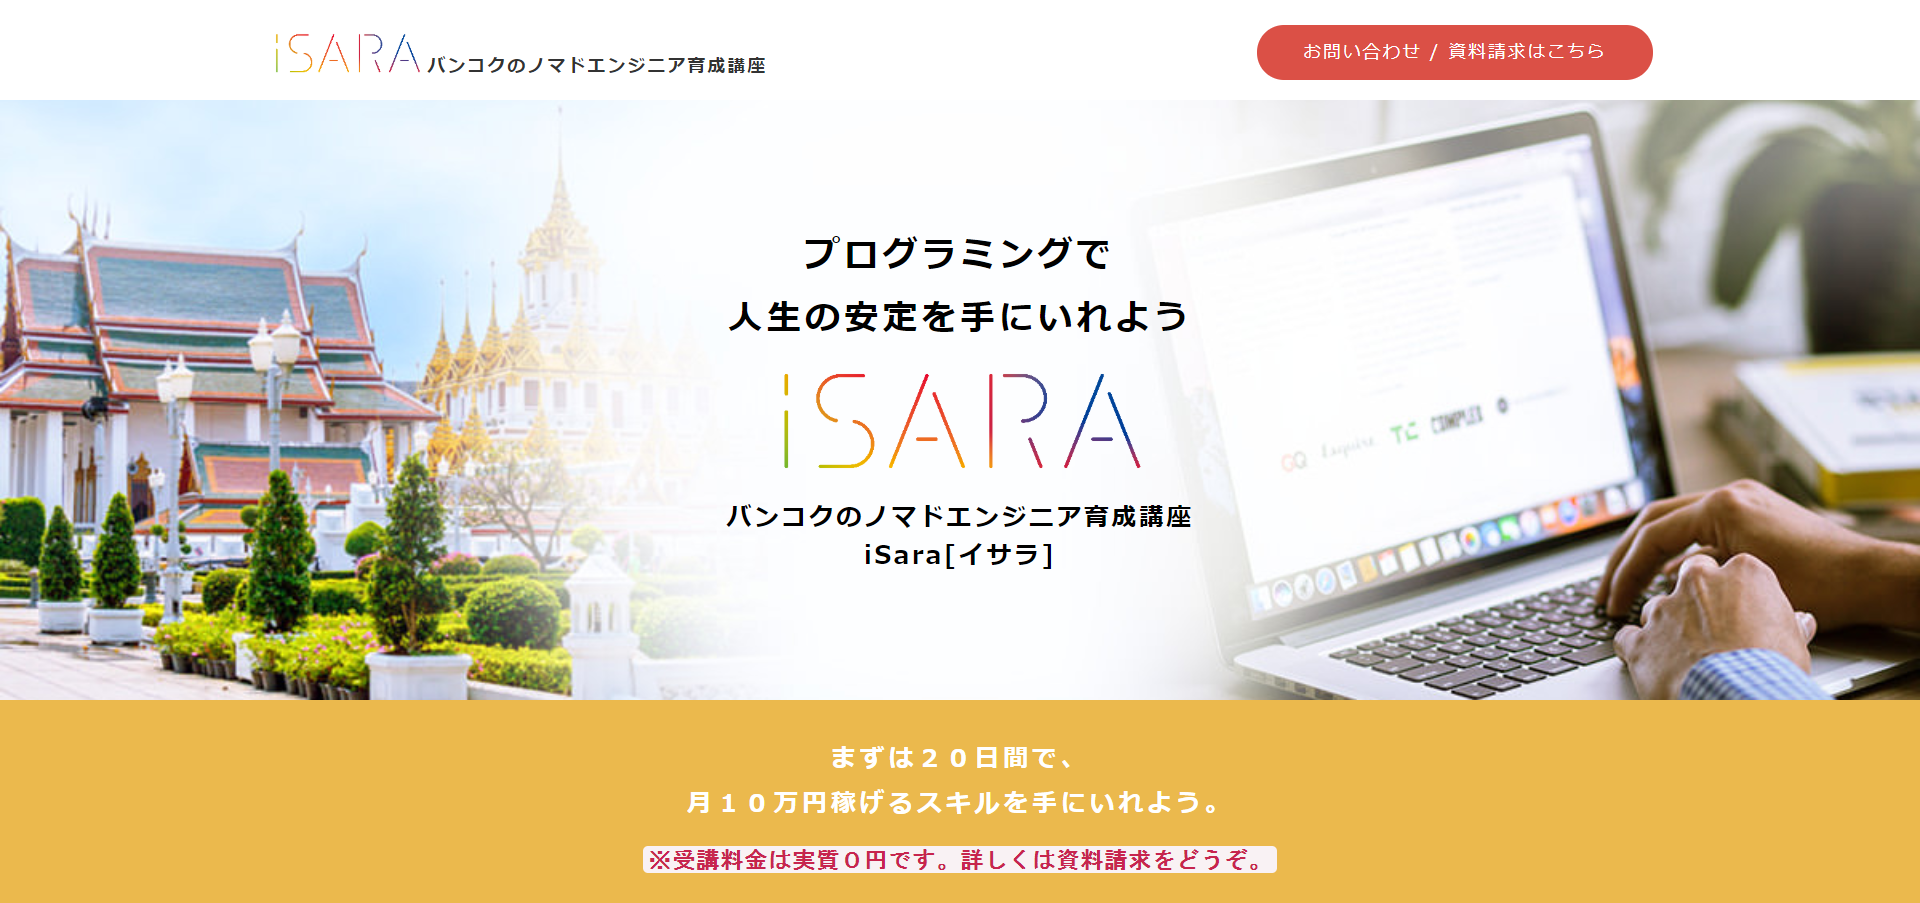 iSARA バンコクのノマドエンジニア育成講座
お問い合わせ / 資料請求はこちら
プログラミングで
人生の安定を手にいれよう
iSARA
バンコクのノマドエンジニア育成講座
iSara[イサラ]
GQ Esquire TC COMPLEX
まずは２０日間で、
月１０万円稼げるスキルを手にいれよう。
※受講料金は実質０円です。詳しくは資料請求をどうぞ。